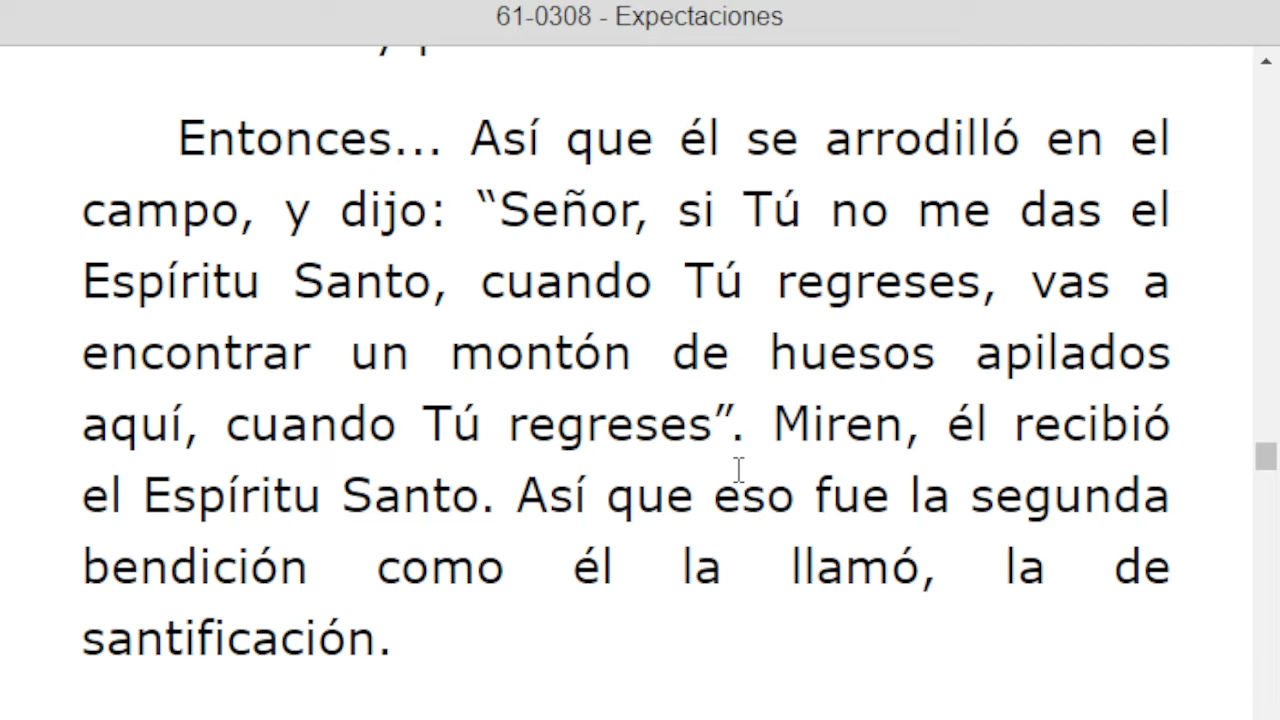 61-0308 - Expectaciones
Entonces... Así que él se arrodilló en el
campo, y dijo: “Señor, si Tú no me das el
Espíritu Santo, cuando Tú regreses, vas a
encontrar un montón de huesos apilados
aquí, cuando Tú regreses”. Miren, él recibió
el Espíritu Santo. Así que eso fue la segunda
bendición como él la llamó, la de
santificación.